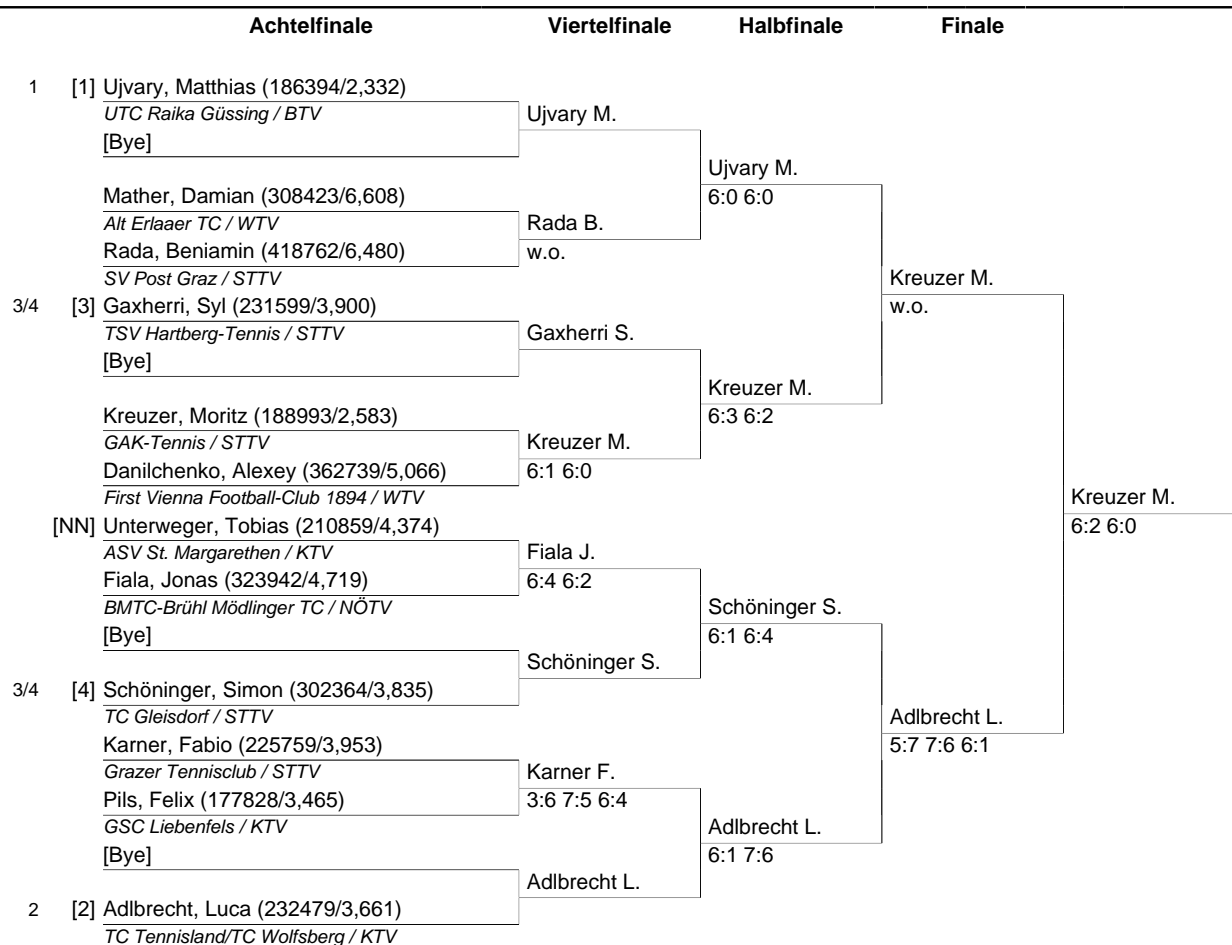 Achtelfinale Viertelfinale Halbfinale Finale
1 [1] Ujvary, Matthias (186394/2,332)
UTC Raika Güssing / BTV Ujvary M.
[Bye]
Ujvary M.
Mather, Damian (308423/6,608) 6:0 6:0
Alt Erlaaer TC / WTV Rada B.
Rada, Beniamin (418762/6,480) w.o.
SV Post Graz / STTV Kreuzer M.
3/4 [3] Gaxherri, Syl (231599/3,900) w.o.
TSV Hartberg-Tennis / STTV Gaxherri S.
[Bye]
Kreuzer M.
Kreuzer, Moritz (188993/2,583) 6:3 6:2
GAK-Tennis / STTV Kreuzer M.
Danilchenko, Alexey (362739/5,066) 6:1 6:0
First Vienna Football-Club 1894 / WTV Kreuzer M.
[NN] Unterweger, Tobias (210859/4,374) 6:2 6:0
ASV St. Margarethen / KTV Fiala J.
Fiala, Jonas (323942/4,719) 6:4 6:2
BMTC-Brühl Mödlinger TC / NÖTV Schöninger S.
[Bye] 6:1 6:4
Schöninger S.
3/4 [4] Schöninger, Simon (302364/3,835)
TC Gleisdorf / STTV Adlbrecht L.
Karner, Fabio (225759/3,953) 5:7 7:6 6:1
Grazer Tennisclub / STTV Karner F.
Pils, Felix (177828/3,465) 3:6 7:5 6:4
GSC Liebenfels / KTV Adlbrecht L.
[Bye] 6:1 7:6
Adlbrecht L.
2 [2] Adlbrecht, Luca (232479/3,661)
TC Tennisland/TC Wolfsberg / KTV